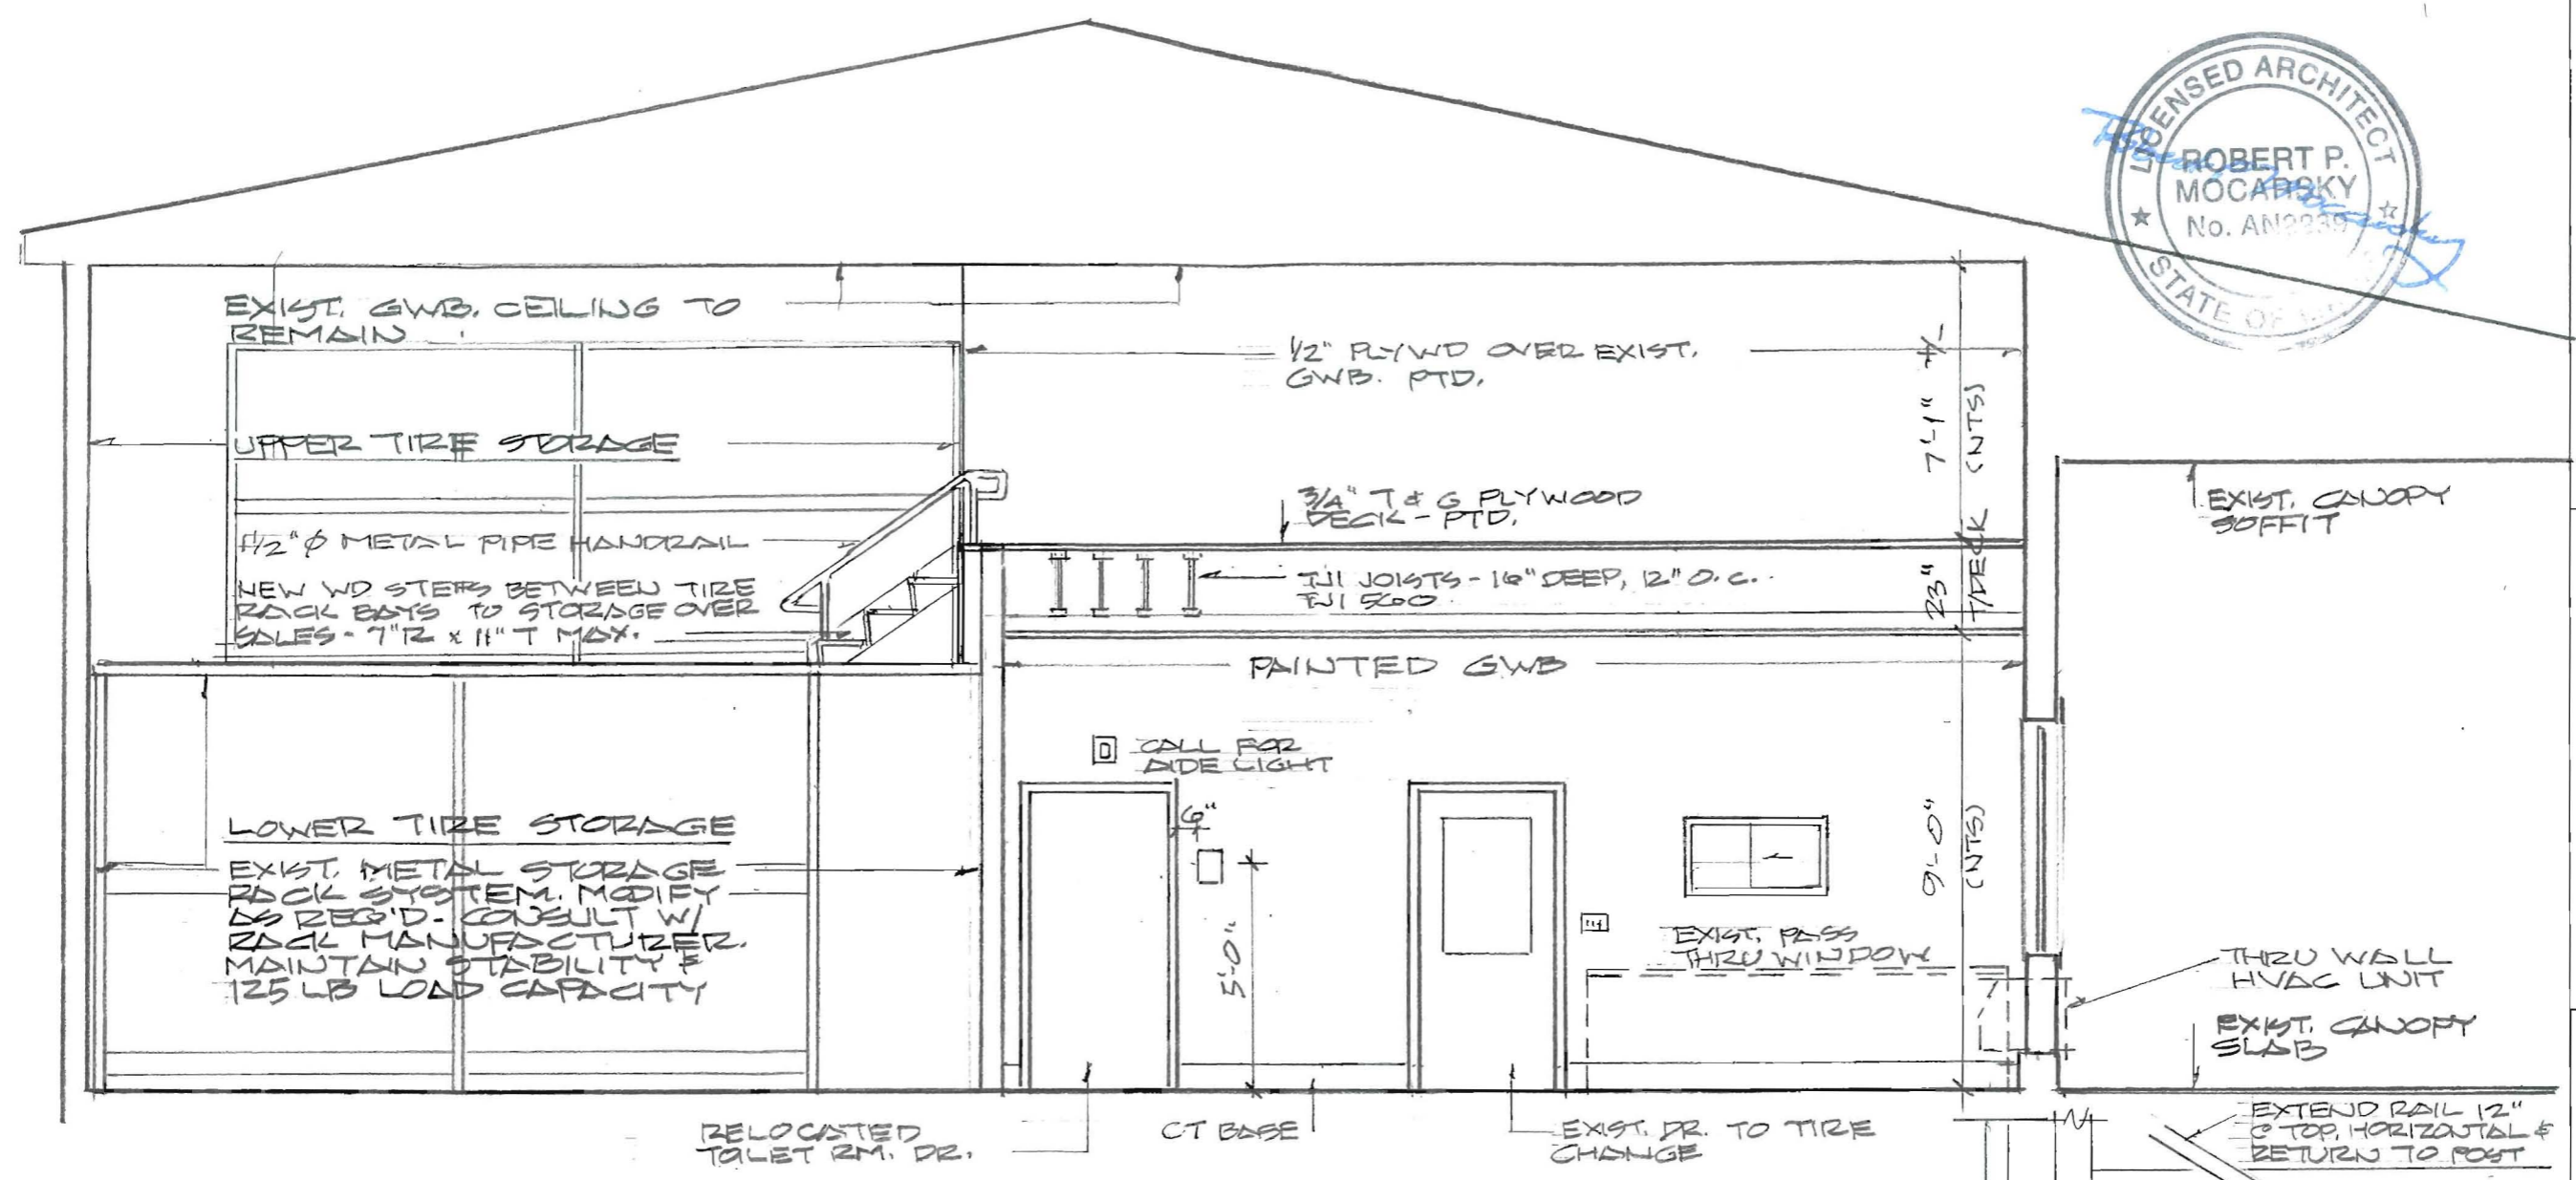 LICENSED ARCHITECT
ROBERT P.
MOCARSKY
No. AN2939
STATE OF
EXIST. GWB. CEILING TO
REMAIN
1/2" PLYWD OVER EXIST.
GWB. PTD.
7'-1" +/-
(NTS)
UPPER TIRE STORAGE
3/4" T & G PLYWOOD
DECK - PTD.
EXIST. CANOPY
SOFFIT
1 1/2" Ø METAL PIPE HANDRAIL
NEW WD STEPS BETWEEN TIRE
RACK BAYS TO STORAGE OVER
SALES - 7"R x 11" T MAX.
TJI JOISTS - 16" DEEP, 12" O.C.
TJI 560
23"
T/DECK
PAINTED GWB
CALL FOR
AIDE LIGHT
6"
LOWER TIRE STORAGE
EXIST. METAL STORAGE
RACK SYSTEM. MODIFY
AS REQ'D - CONSULT W/
RACK MANUFACTURER.
MAINTAIN STABILITY &
125 LB LOAD CAPACITY
5'-0"
9'-0"
(NTS)
EXIST. PASS
THRU WINDOW
THRU WALL
HVAC UNIT
EXIST. CANOPY
SLAB
RELOCATED
TOILET RM. DR.
CT BASE
EXIST. DR. TO TIRE
CHANGE
EXTEND RAIL 12"
@ TOP, HORIZONTAL &
RETURN TO POST